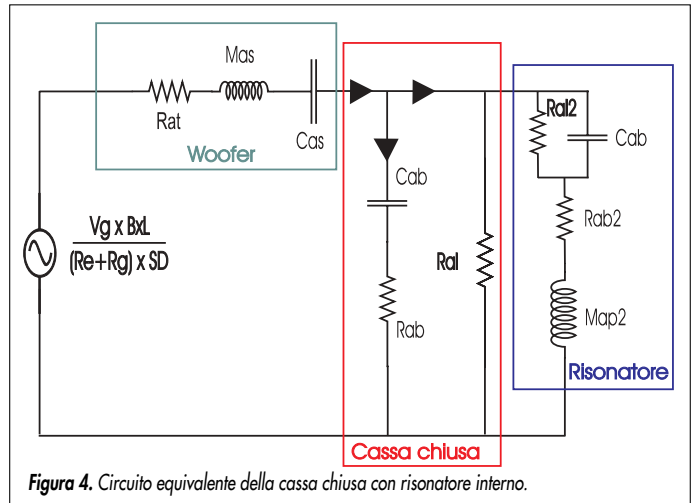 Mas
Rat
Cas
Woofer
Vg x BxL
(Re+Rg) x SD
Cab
Rab
Ral
Cassa chiusa
Ral2
Cab
Rab2
Map2
Risonatore
Figura 4. Circuito equivalente della cassa chiusa con risonatore interno.